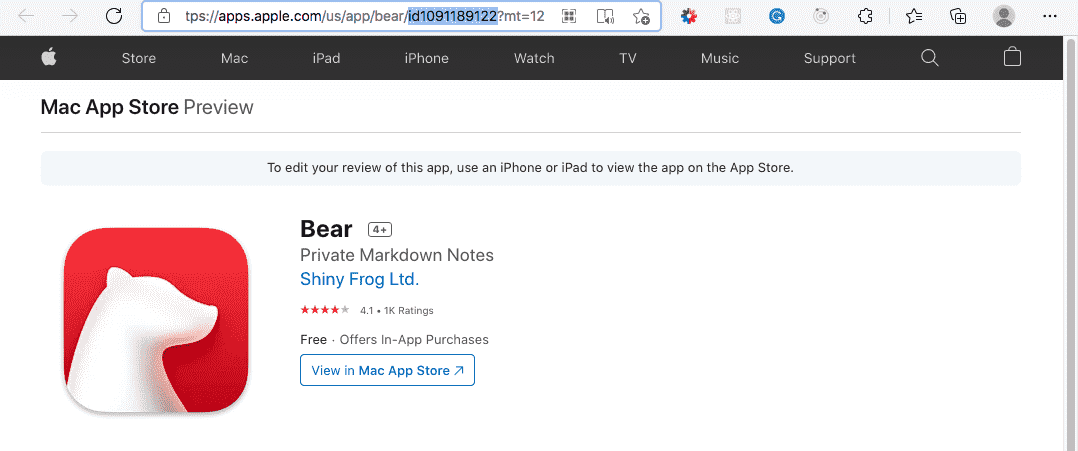 tps://apps.apple.com/us/app/bear/id1091189122?mt=12
Store Mac iPad iPhone Watch TV Music Support
Mac App Store Preview
To edit your review of this app, use an iPhone or iPad to view the app on the App Store.
Bear 4+
Private Markdown Notes
Shiny Frog Ltd.
★★★★★ 4.1 • 1K Ratings
Free · Offers In-App Purchases
View in Mac App Store ↗